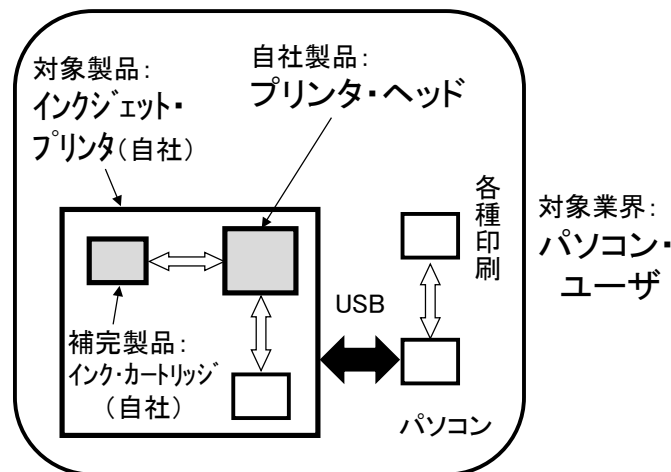 対象製品：
インクジェット・
プリンタ（自社）
自社製品：
プリンタ・ヘッド
各種印刷
対象業界：
パソコン・
ユーザ
USB
補完製品：
インク・カートリッジ
（自社）
パソコン